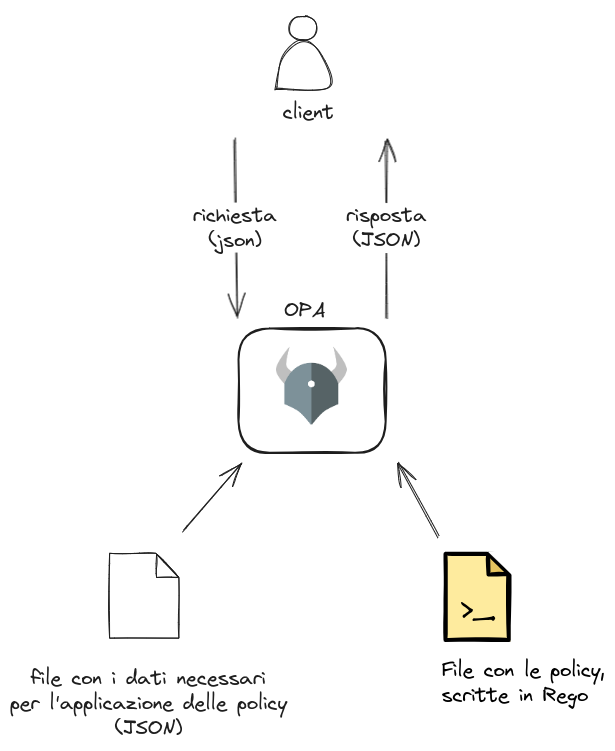 client
richiesta
(json)
risposta
(JSON)
OPA
>_
file con i dati necessari
per l'applicazione delle policy
(JSON)
File con le policy,
scritte in Rego